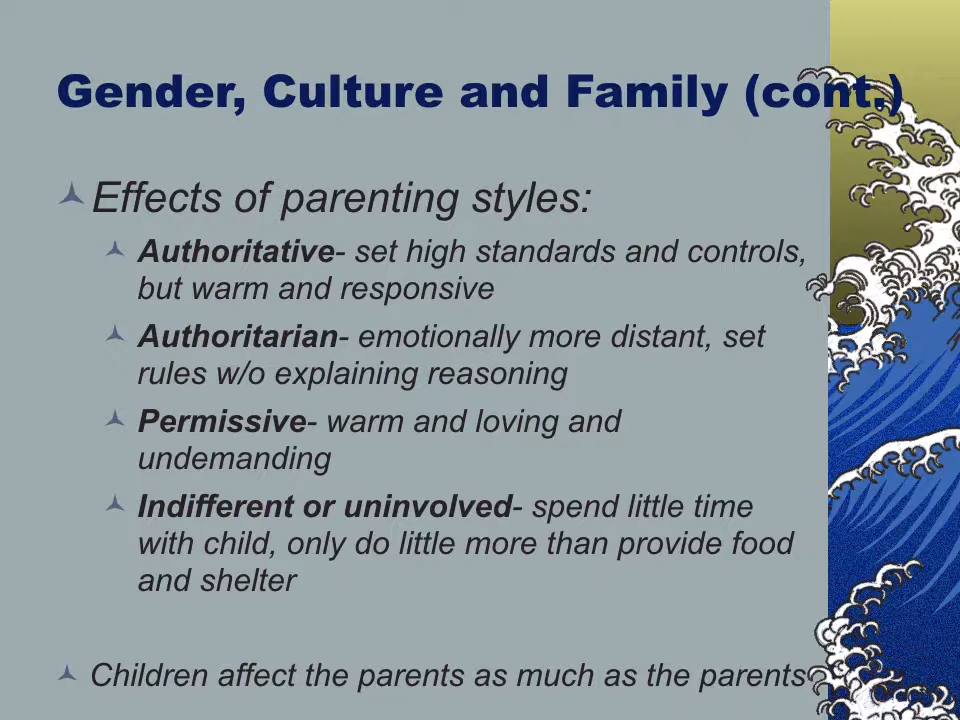 Gender, Culture and Family (cont.)
Effects of parenting styles:
Authoritative- set high standards and controls,
but warm and responsive
Authoritarian- emotionally more distant, set
rules w/o explaining reasoning
Permissive- warm and loving and
undemanding
Indifferent or uninvolved- spend little time
with child, only do little more than provide food
and shelter
Children affect the parents as much as the parents